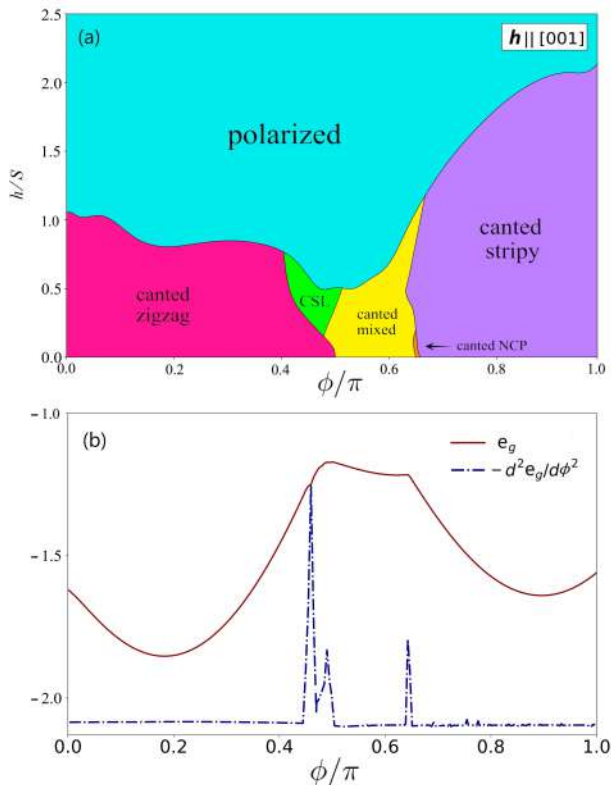 (a)
h || [001]
2.5
2.0
1.5
1.0
0.5
0.0
h/S
polarized
canted
zigzag
CSL
canted
mixed
canted
stripy
canted NCP
0.0
0.2
0.4
0.6
0.8
1.0
ϕ/π
(b)
e_g
−d²e_g/dϕ²
−1.0
−1.5
−2.0
0.0
0.2
0.4
0.6
0.8
1.0
ϕ/π